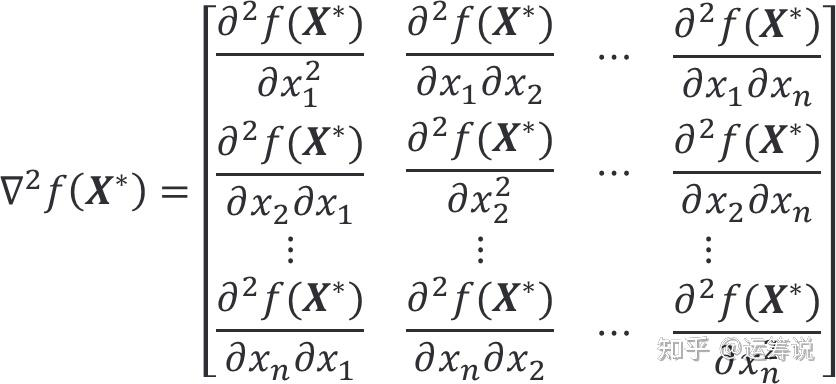 ∇²f(X*) = [ ∂²f(X*)/∂x₁² ∂²f(X*)/∂x₁∂x₂ ⋯ ∂²f(X*)/∂x₁∂xₙ
∂²f(X*)/∂x₂∂x₁ ∂²f(X*)/∂x₂² ⋯ ∂²f(X*)/∂x₂∂xₙ
⋮ ⋮ ⋮
∂²f(X*)/∂xₙ∂x₁ ∂²f(X*)/∂xₙ∂x₂ ⋯ ∂²f(X*)/∂xₙ² ]
知乎 @运筹说